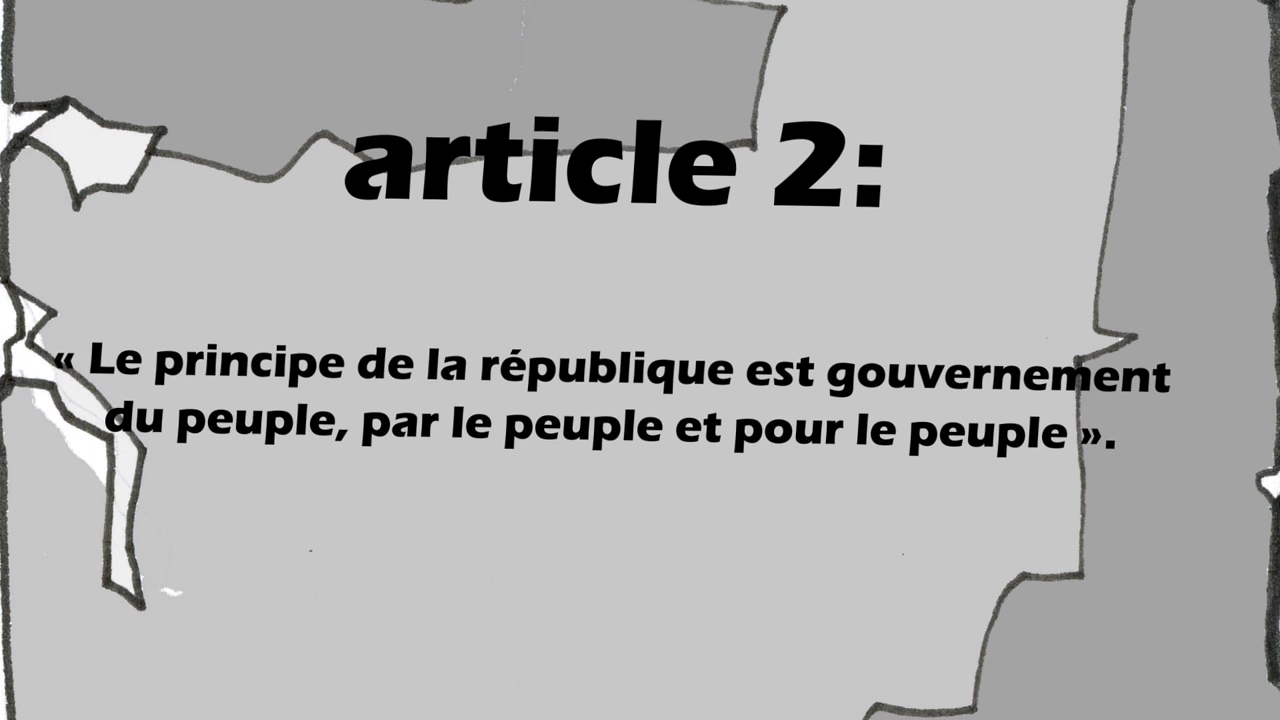 article 2:
« Le principe de la république est gouvernement
du peuple, par le peuple et pour le peuple ».